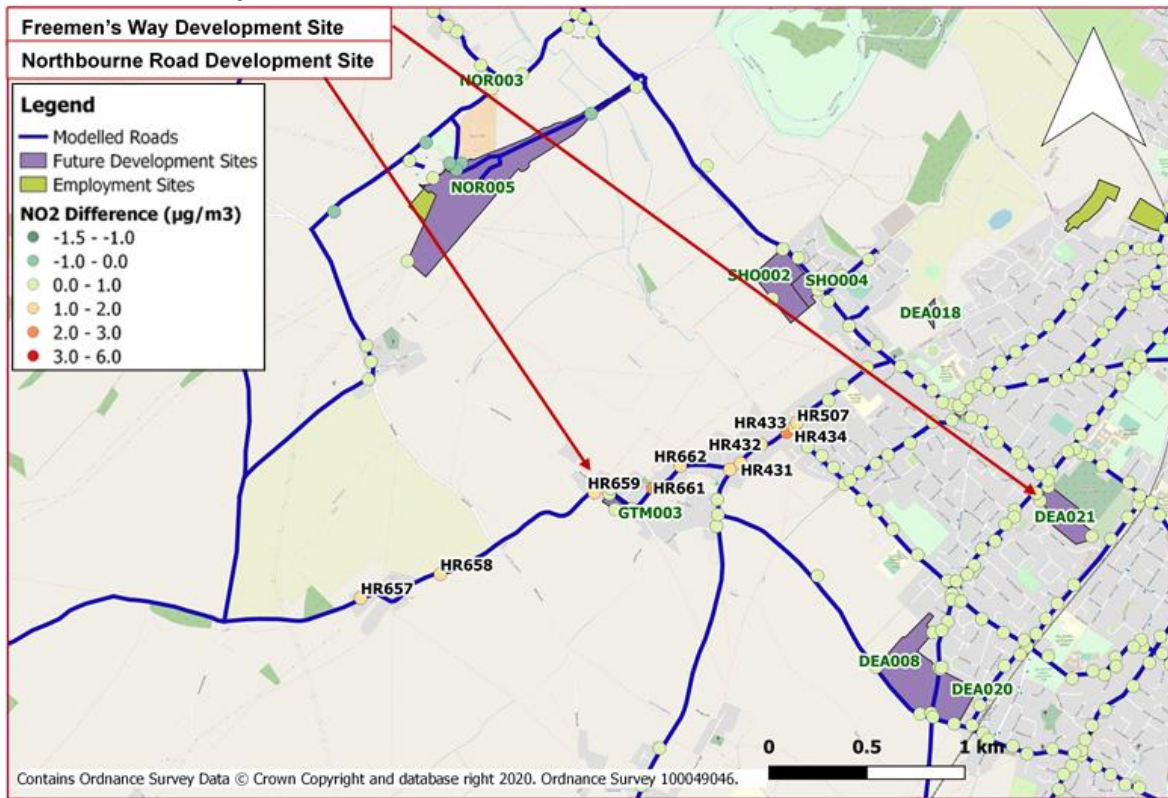 Freemen's Way Development Site
Northbourne Road Development Site
Legend
Modelled Roads
Future Development Sites
Employment Sites
NO2 Difference (µg/m3)
-1.5 - -1.0
-1.0 - 0.0
0.0 - 1.0
1.0 - 2.0
2.0 - 3.0
3.0 - 6.0
NOR003
NOR005
SHO002
SHO004
DEA018
HR433
HR507
HR434
HR432
HR662
HR431
HR659
HR661
GTM003
DEA021
HR658
HR657
DEA008
DEA020
0 0.5 1 km
Contains Ordnance Survey Data © Crown Copyright and database right 2020. Ordnance Survey 100049046.